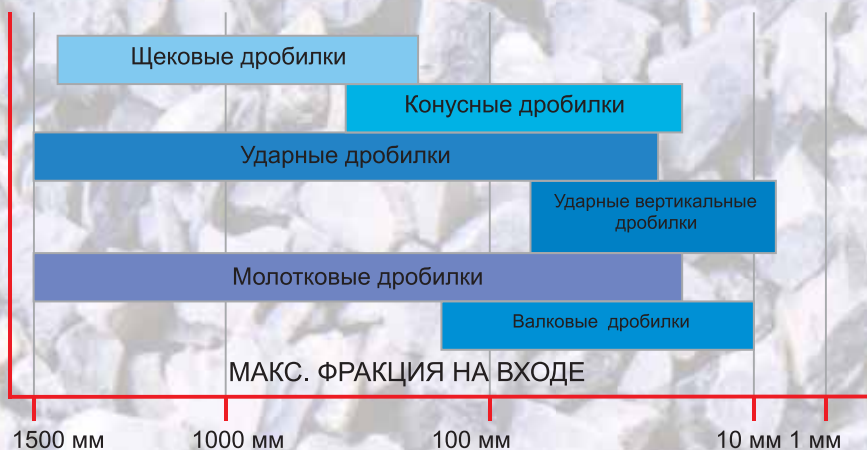 Щековые дробилки
Конусные дробилки
Ударные дробилки
Ударные вертикальные
дробилки
Молотковые дробилки
Валковые дробилки
МАКС. ФРАКЦИЯ НА ВХОДЕ
1500 мм 1000 мм 100 мм 10 мм 1 мм